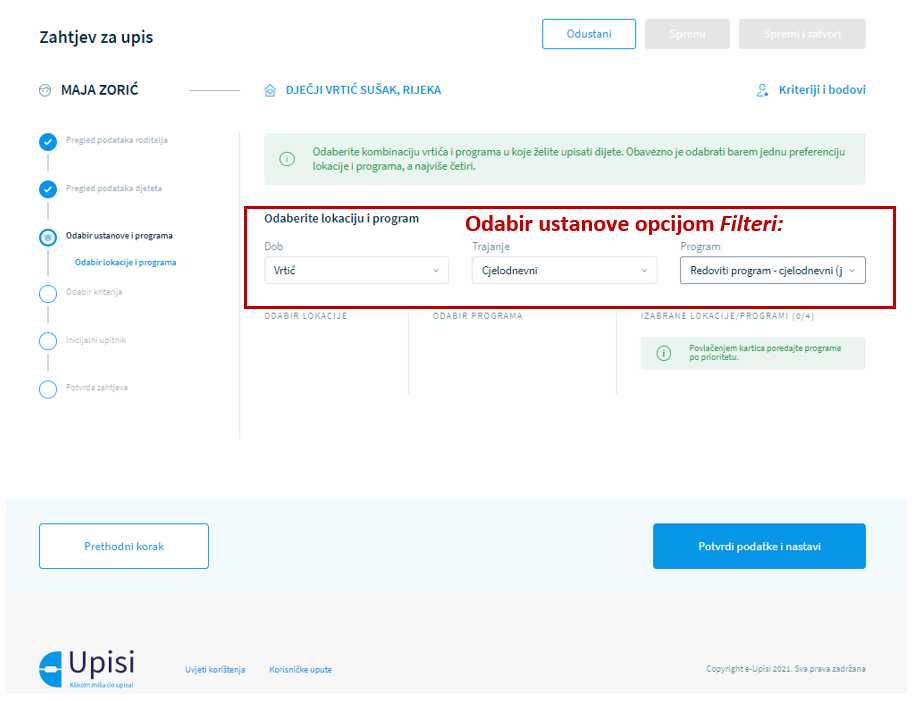 Zahtjev za upis
Odustani
Spremi
Spremi i zatvori
MAJA ZORIĆ
DJEČJI VRTIĆ SUŠAK, RIJEKA
Kriteriji i bodovi
Pregled podataka roditelja
Pregled podataka djeteta
Odabir ustanove i programa
Odabir lokacije i programa
Odabir kriterija
Inicijalni upitnik
Potvrda zahtjeva
Odaberite kombinaciju vrtića i programa u koje želite upisati dijete. Obavezno je odabrati barem jednu preferenciju
lokacije i programa, a najviše četiri.
Odaberite lokaciju i program
Odabir ustanove opcijom Filteri:
Dob
Trajanje
Program
Vrtić
Cjelodnevni
Redoviti program - cjelodnevni (j
ODABIR LOKACIJE
ODABIR PROGRAMA
IZABRANE LOKACIJE/PROGRAMI (0/4)
Povlačenjem kartica poredajte programe
po prioritetu.
Prethodni korak
Potvrdi podatke i nastavi
Upisi
Klikom miša do upisa!
Uvjeti korištenja
Korisničke upute
Copyright e-Upisi 2021. Sva prava zadržana